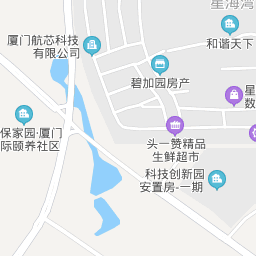 星海湾
厦门航芯科技
有限公司
和谐天下
碧加园房产
星
数
保家园·厦门
际颐养社区
头一赞精品
生鲜超市
科技创新园
安置房-一期